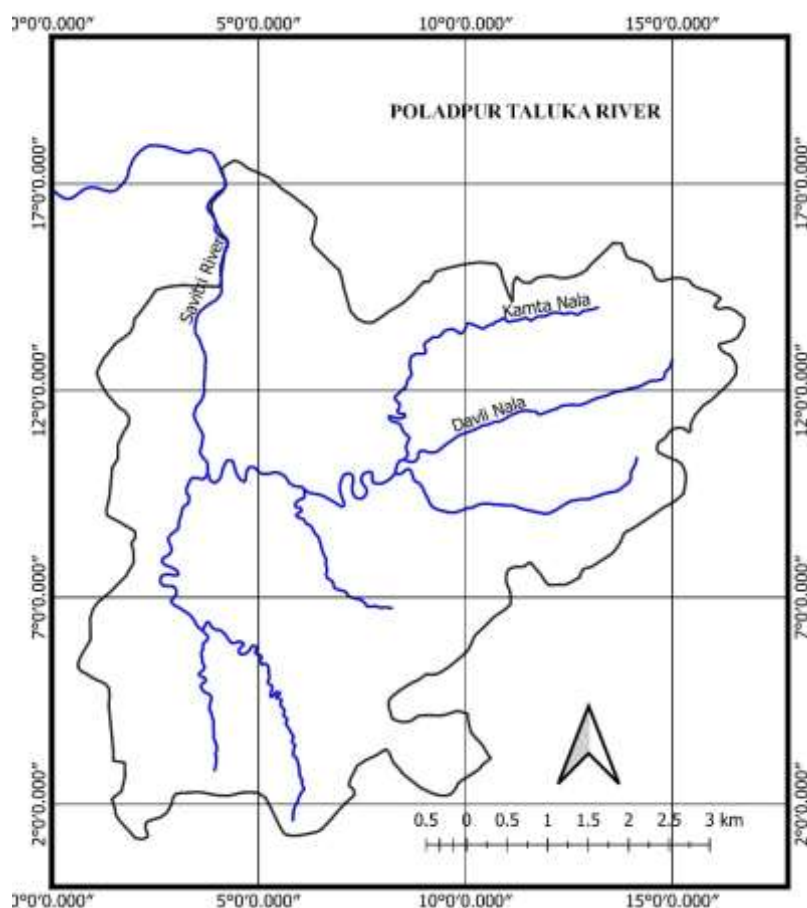 0°0'0.000" 5°0'0.000" 10°0'0.000" 15°0'0.000"
POLADPUR TALUKA RIVER
17°0'0.000" 17°0'0.000"
Savitri River
Kamta Nala
12°0'0.000" 12°0'0.000"
Davli Nala
7°0'0.000" 7°0'0.000"
2°0'0.000" 2°0'0.000"
0.5 0 0.5 1 1.5 2 2.5 3 km
0°0'0.000" 5°0'0.000" 10°0'0.000" 15°0'0.000"